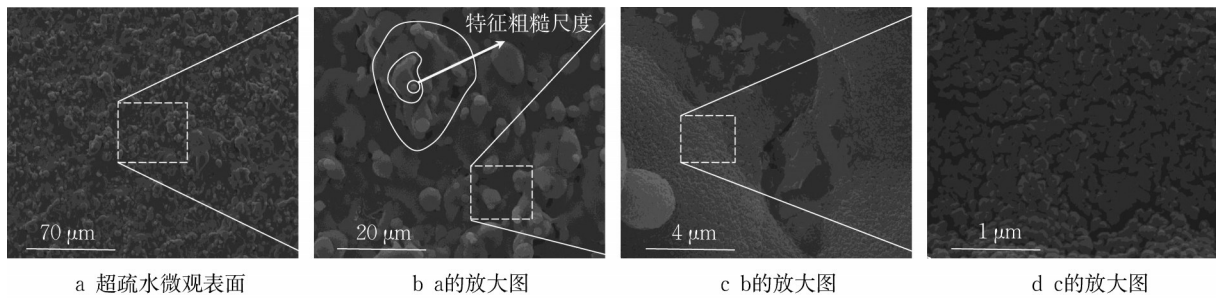 特征粗糙尺度
70 μm
20 μm
4 μm
1 μm
a 超疏水微观表面
b a的放大图
c b的放大图
d c的放大图